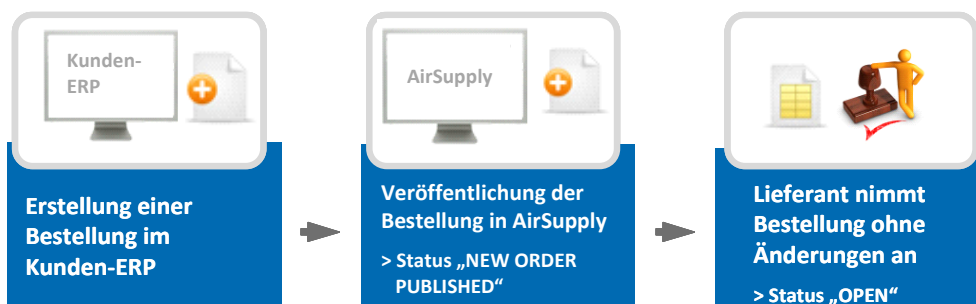 Kunden-
ERP
AirSupply
Erstellung einer
Bestellung im
Kunden-ERP
Veröffentlichung der
Bestellung in AirSupply
> Status „NEW ORDER
PUBLISHED“
Lieferant nimmt
Bestellung ohne
Änderungen an
> Status „OPEN“